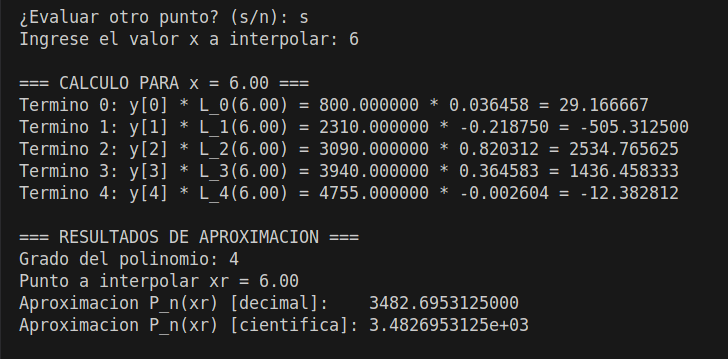 ¿Evaluar otro punto? (s/n): s
Ingrese el valor x a interpolar: 6
=== CALCULO PARA x = 6.00 ===
Termino 0: y[0] * L_0(6.00) = 800.000000 * 0.036458 = 29.166667
Termino 1: y[1] * L_1(6.00) = 2310.000000 * -0.218750 = -505.312500
Termino 2: y[2] * L_2(6.00) = 3090.000000 * 0.820312 = 2534.765625
Termino 3: y[3] * L_3(6.00) = 3940.000000 * 0.364583 = 1436.458333
Termino 4: y[4] * L_4(6.00) = 4755.000000 * -0.002604 = -12.382812
=== RESULTADOS DE APROXIMACION ===
Grado del polinomio: 4
Punto a interpolar xr = 6.00
Aproximacion P_n(xr) [decimal]:    3482.6953125000
Aproximacion P_n(xr) [cientifica]: 3.4826953125e+03